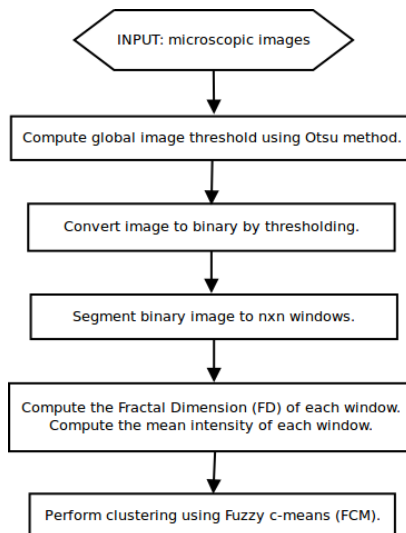 INPUT: microscopic images
Compute global image threshold using Otsu method.
Convert image to binary by thresholding.
Segment binary image to nxn windows.
Compute the Fractal Dimension (FD) of each window.
Compute the mean intensity of each window.
Perform clustering using Fuzzy c-means (FCM).